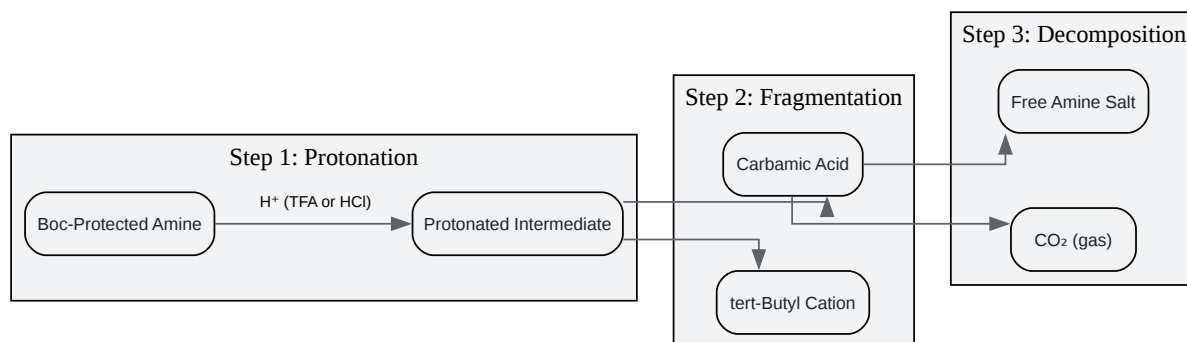 Step 1: Protonation
Boc-Protected Amine
H⁺ (TFA or HCl)
Protonated Intermediate
Step 2: Fragmentation
Carbamic Acid
tert-Butyl Cation
Step 3: Decomposition
Free Amine Salt
CO₂ (gas)